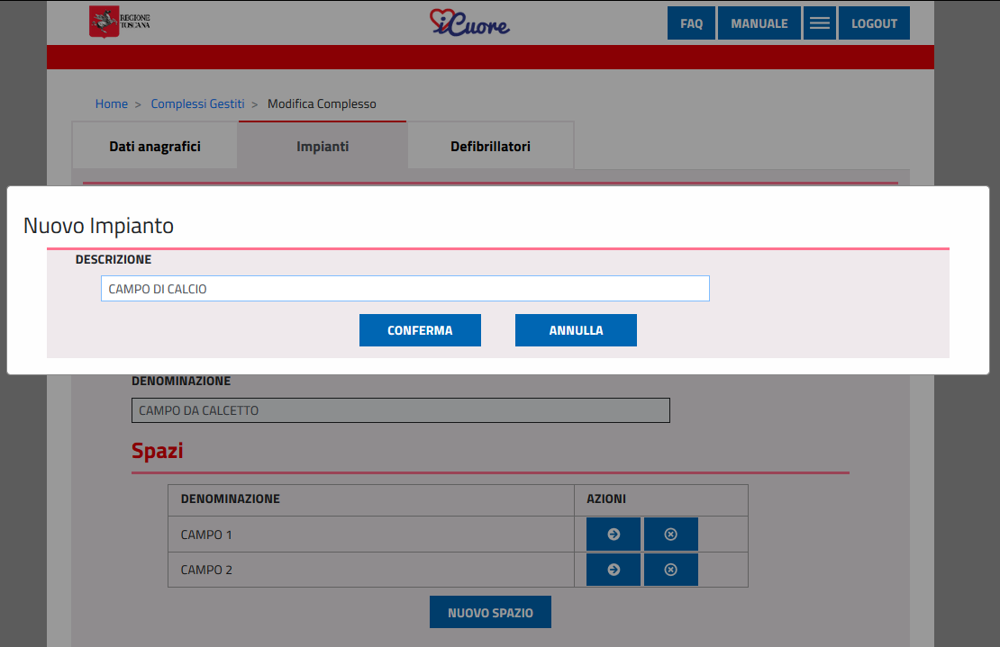 REGIONE
TOSCANA
iCuore
FAQ MANUALE LOGOUT
Home > Complessi Gestiti > Modifica Complesso
Dati anagrafici Impianti Defibrillatori
Nuovo Impianto
DESCRIZIONE
CAMPO DI CALCIO
CONFERMA ANNULLA
DENOMINAZIONE
CAMPO DA CALCETTO
Spazi
DENOMINAZIONE AZIONI
CAMPO 1
CAMPO 2
NUOVO SPAZIO